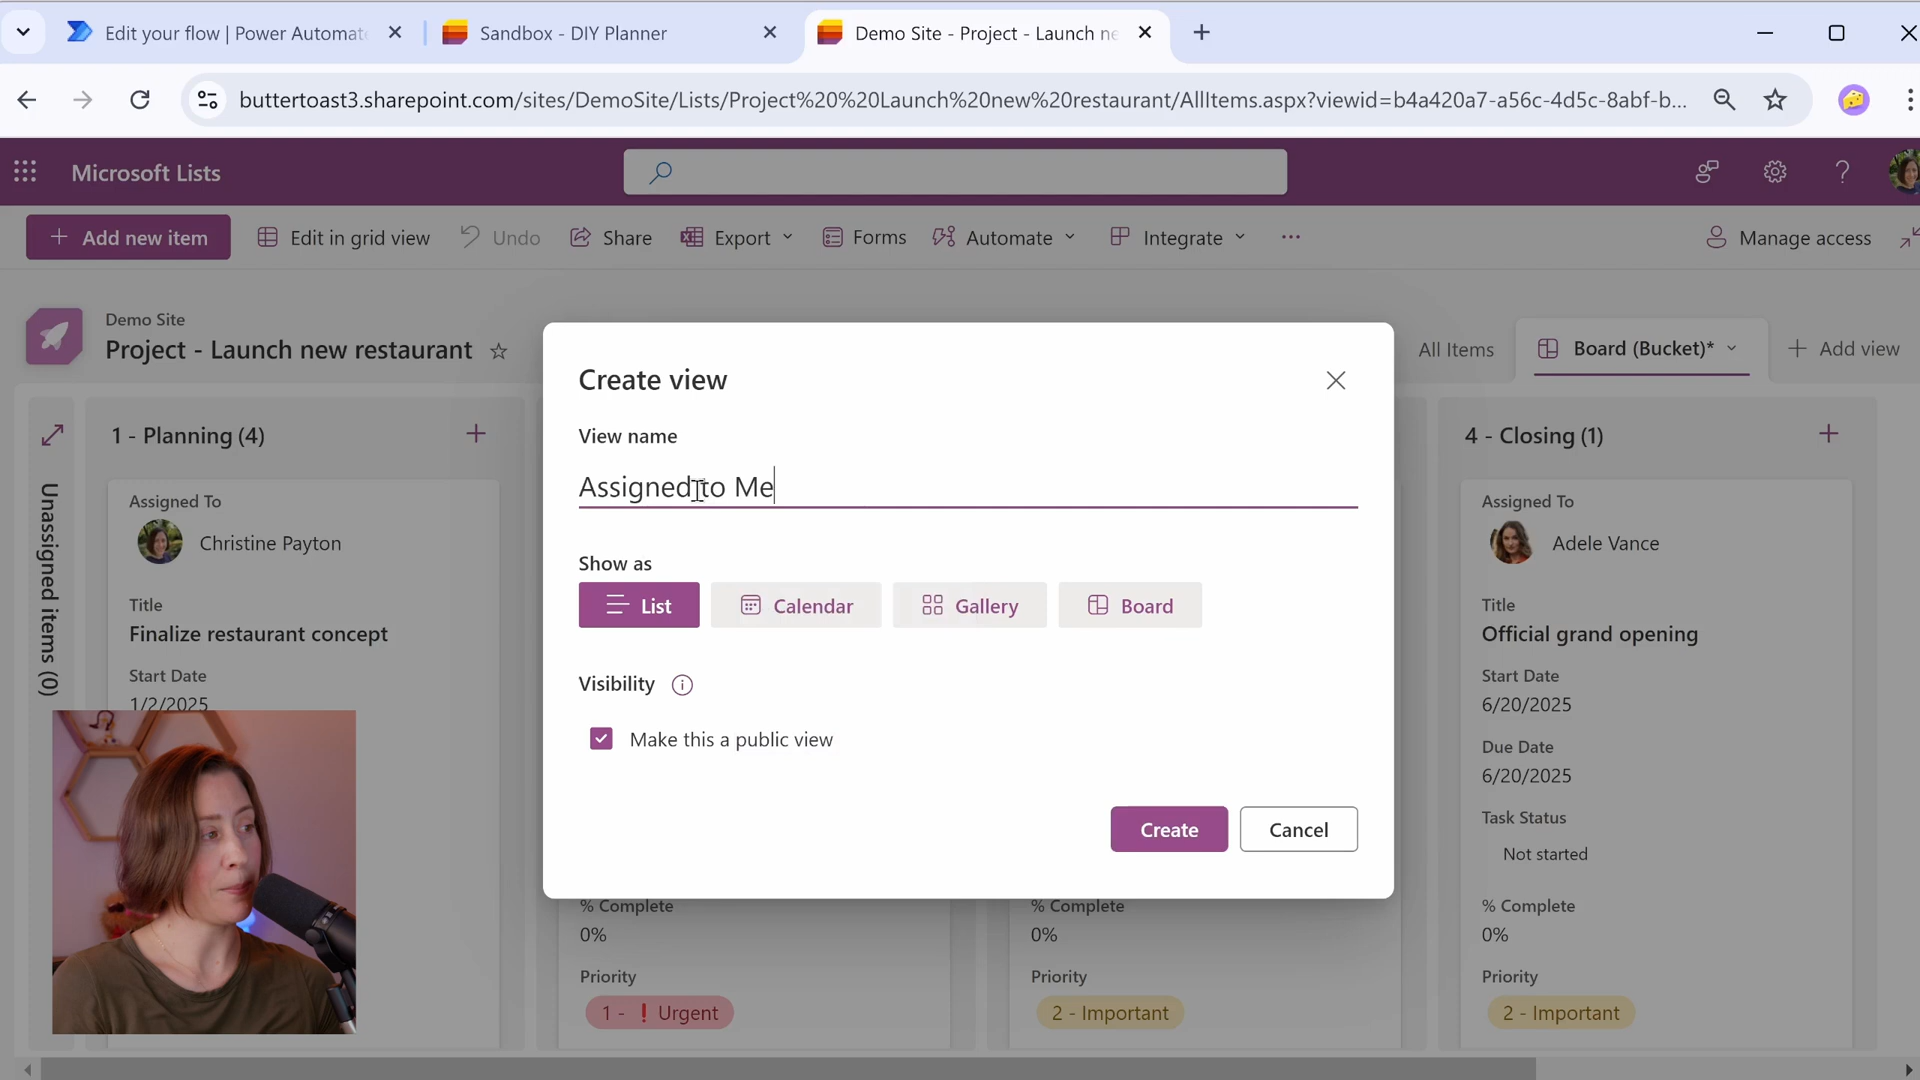 Edit your flow | Power Automate
Sandbox - DIY Planner
Demo Site - Project - Launch ne
buttertoast3.sharepoint.com/sites/DemoSite/Lists/Project%20%20Launch%20new%20restaurant/AllItems.aspx?viewid=b4a420a7-a56c-4d5c-8abf-b...
Microsoft Lists
Add new item
Edit in grid view
Undo
Share
Export
Forms
Automate
Integrate
Manage access
Demo Site
Project - Launch new restaurant
All Items
Board (Bucket)*
Add view
Unassigned items (0)
1 - Planning (4)
Assigned To
Christine Payton
Title
Finalize restaurant concept
Start Date
1/2/2025
Create view
View name
Assigned to Me
Show as
List
Calendar
Gallery
Board
Visibility
Make this a public view
Create
Cancel
% Complete
0%
Priority
1 - ❗ Urgent
% Complete
0%
Priority
2 - Important
4 - Closing (1)
Assigned To
Adele Vance
Title
Official grand opening
Start Date
6/20/2025
Due Date
6/20/2025
Task Status
Not started
% Complete
0%
Priority
2 - Important